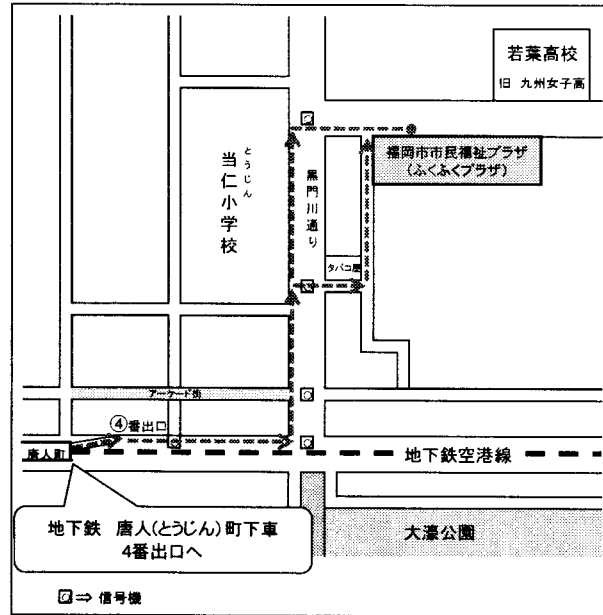 若葉高校
旧 九州女子高
福岡市市民福祉プラザ
(ふくふくプラザ)
とうじん
当仁小学校
黒門川通り
タバコ屋
アーケード街
④番出口
唐人町
地下鉄空港線
地下鉄 唐人(とうじん)町下車
4番出口へ
大濠公園
⇒ 信号機